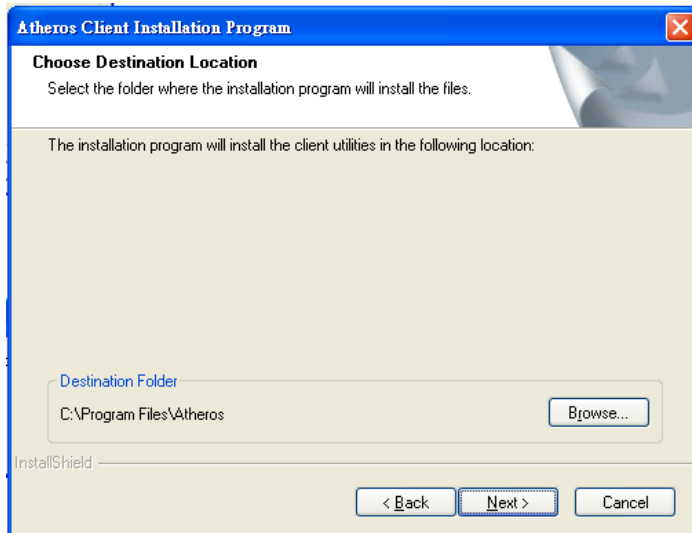 Atheros Client Installation Program
Choose Destination Location
Select the folder where the installation program will install the files.
The installation program will install the client utilities in the following location:
Destination Folder
C:\Program Files\Atheros
Browse...
InstallShield
< Back
Next >
Cancel